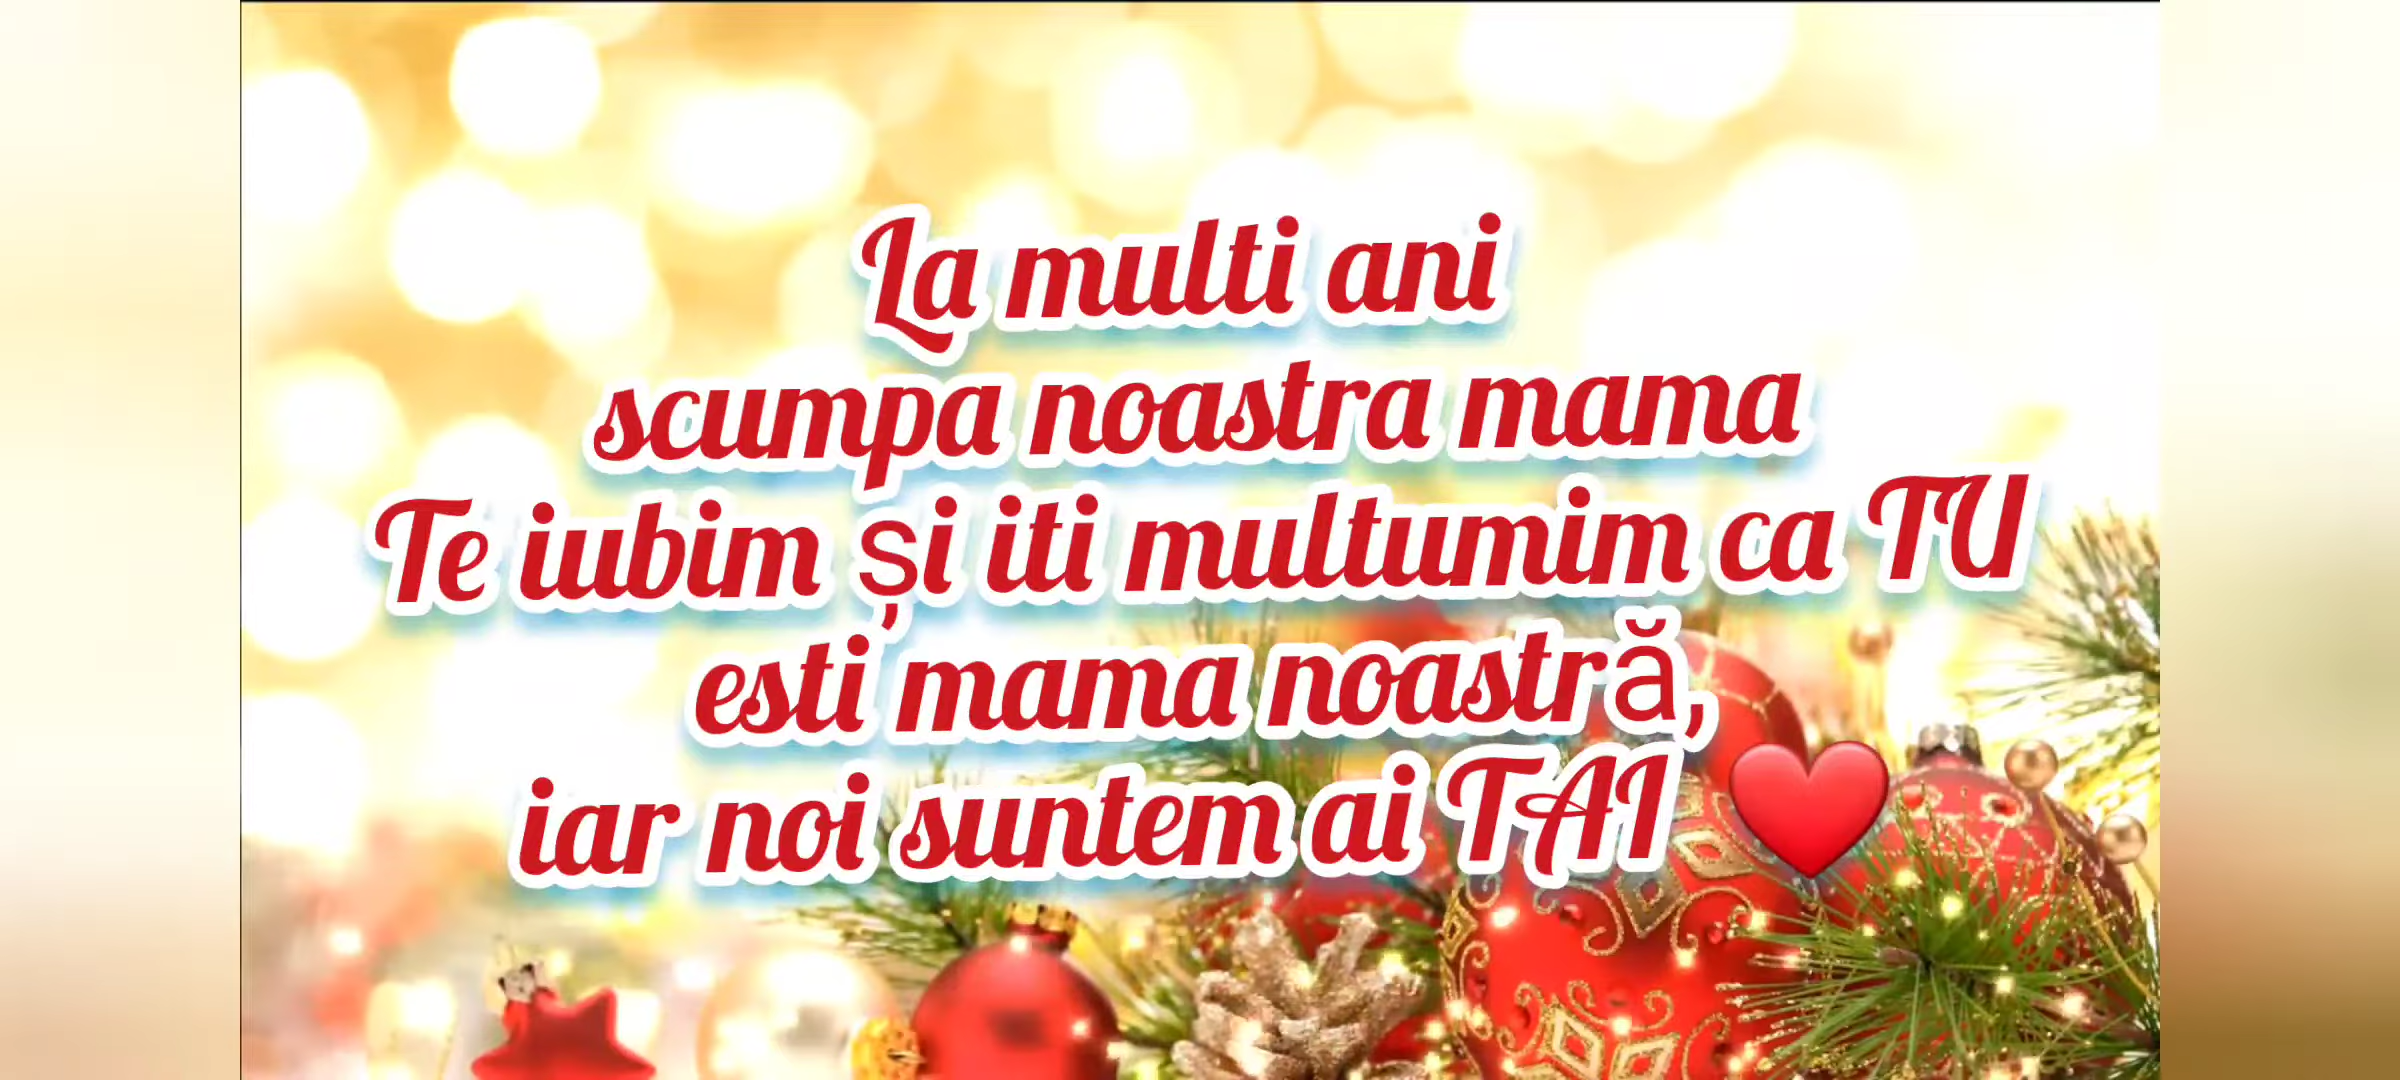 La multi ani
scumpa noastra mama
Te iubim și iti multumim ca TU
esti mama noastră,
iar noi suntem ai TAI ❤️